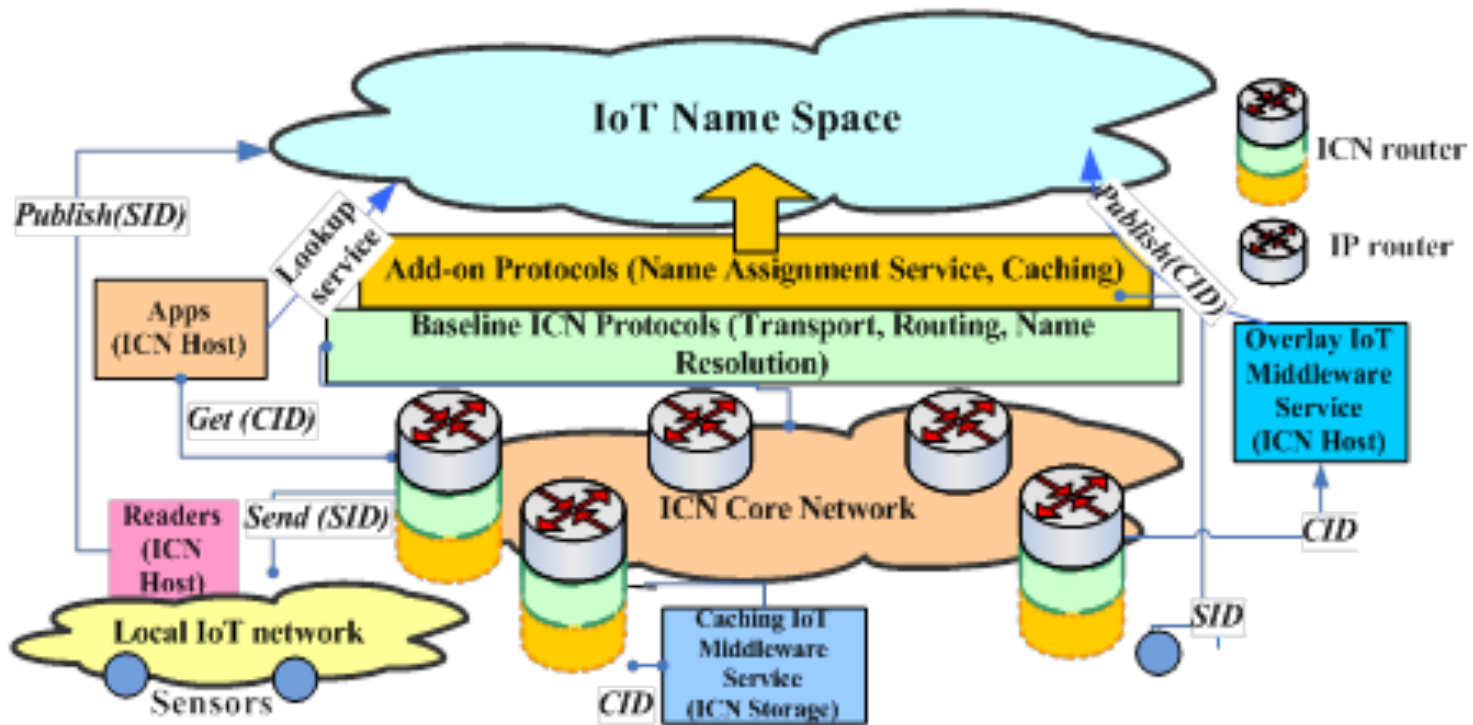 IoT Name Space
ICN router
IP router
Publish(SID)
Lookup
service
Publish(CID)
Add-on Protocols (Name Assignment Service, Caching)
Baseline ICN Protocols (Transport, Routing, Name
Resolution)
Apps
(ICN Host)
Get (CID)
Overlay IoT
Middleware
Service
(ICN Host)
ICN Core Network
Send (SID)
Readers
(ICN
Host)
CID
Local IoT network
Sensors
Caching IoT
Middleware
Service
(ICN Storage)
CID
SID